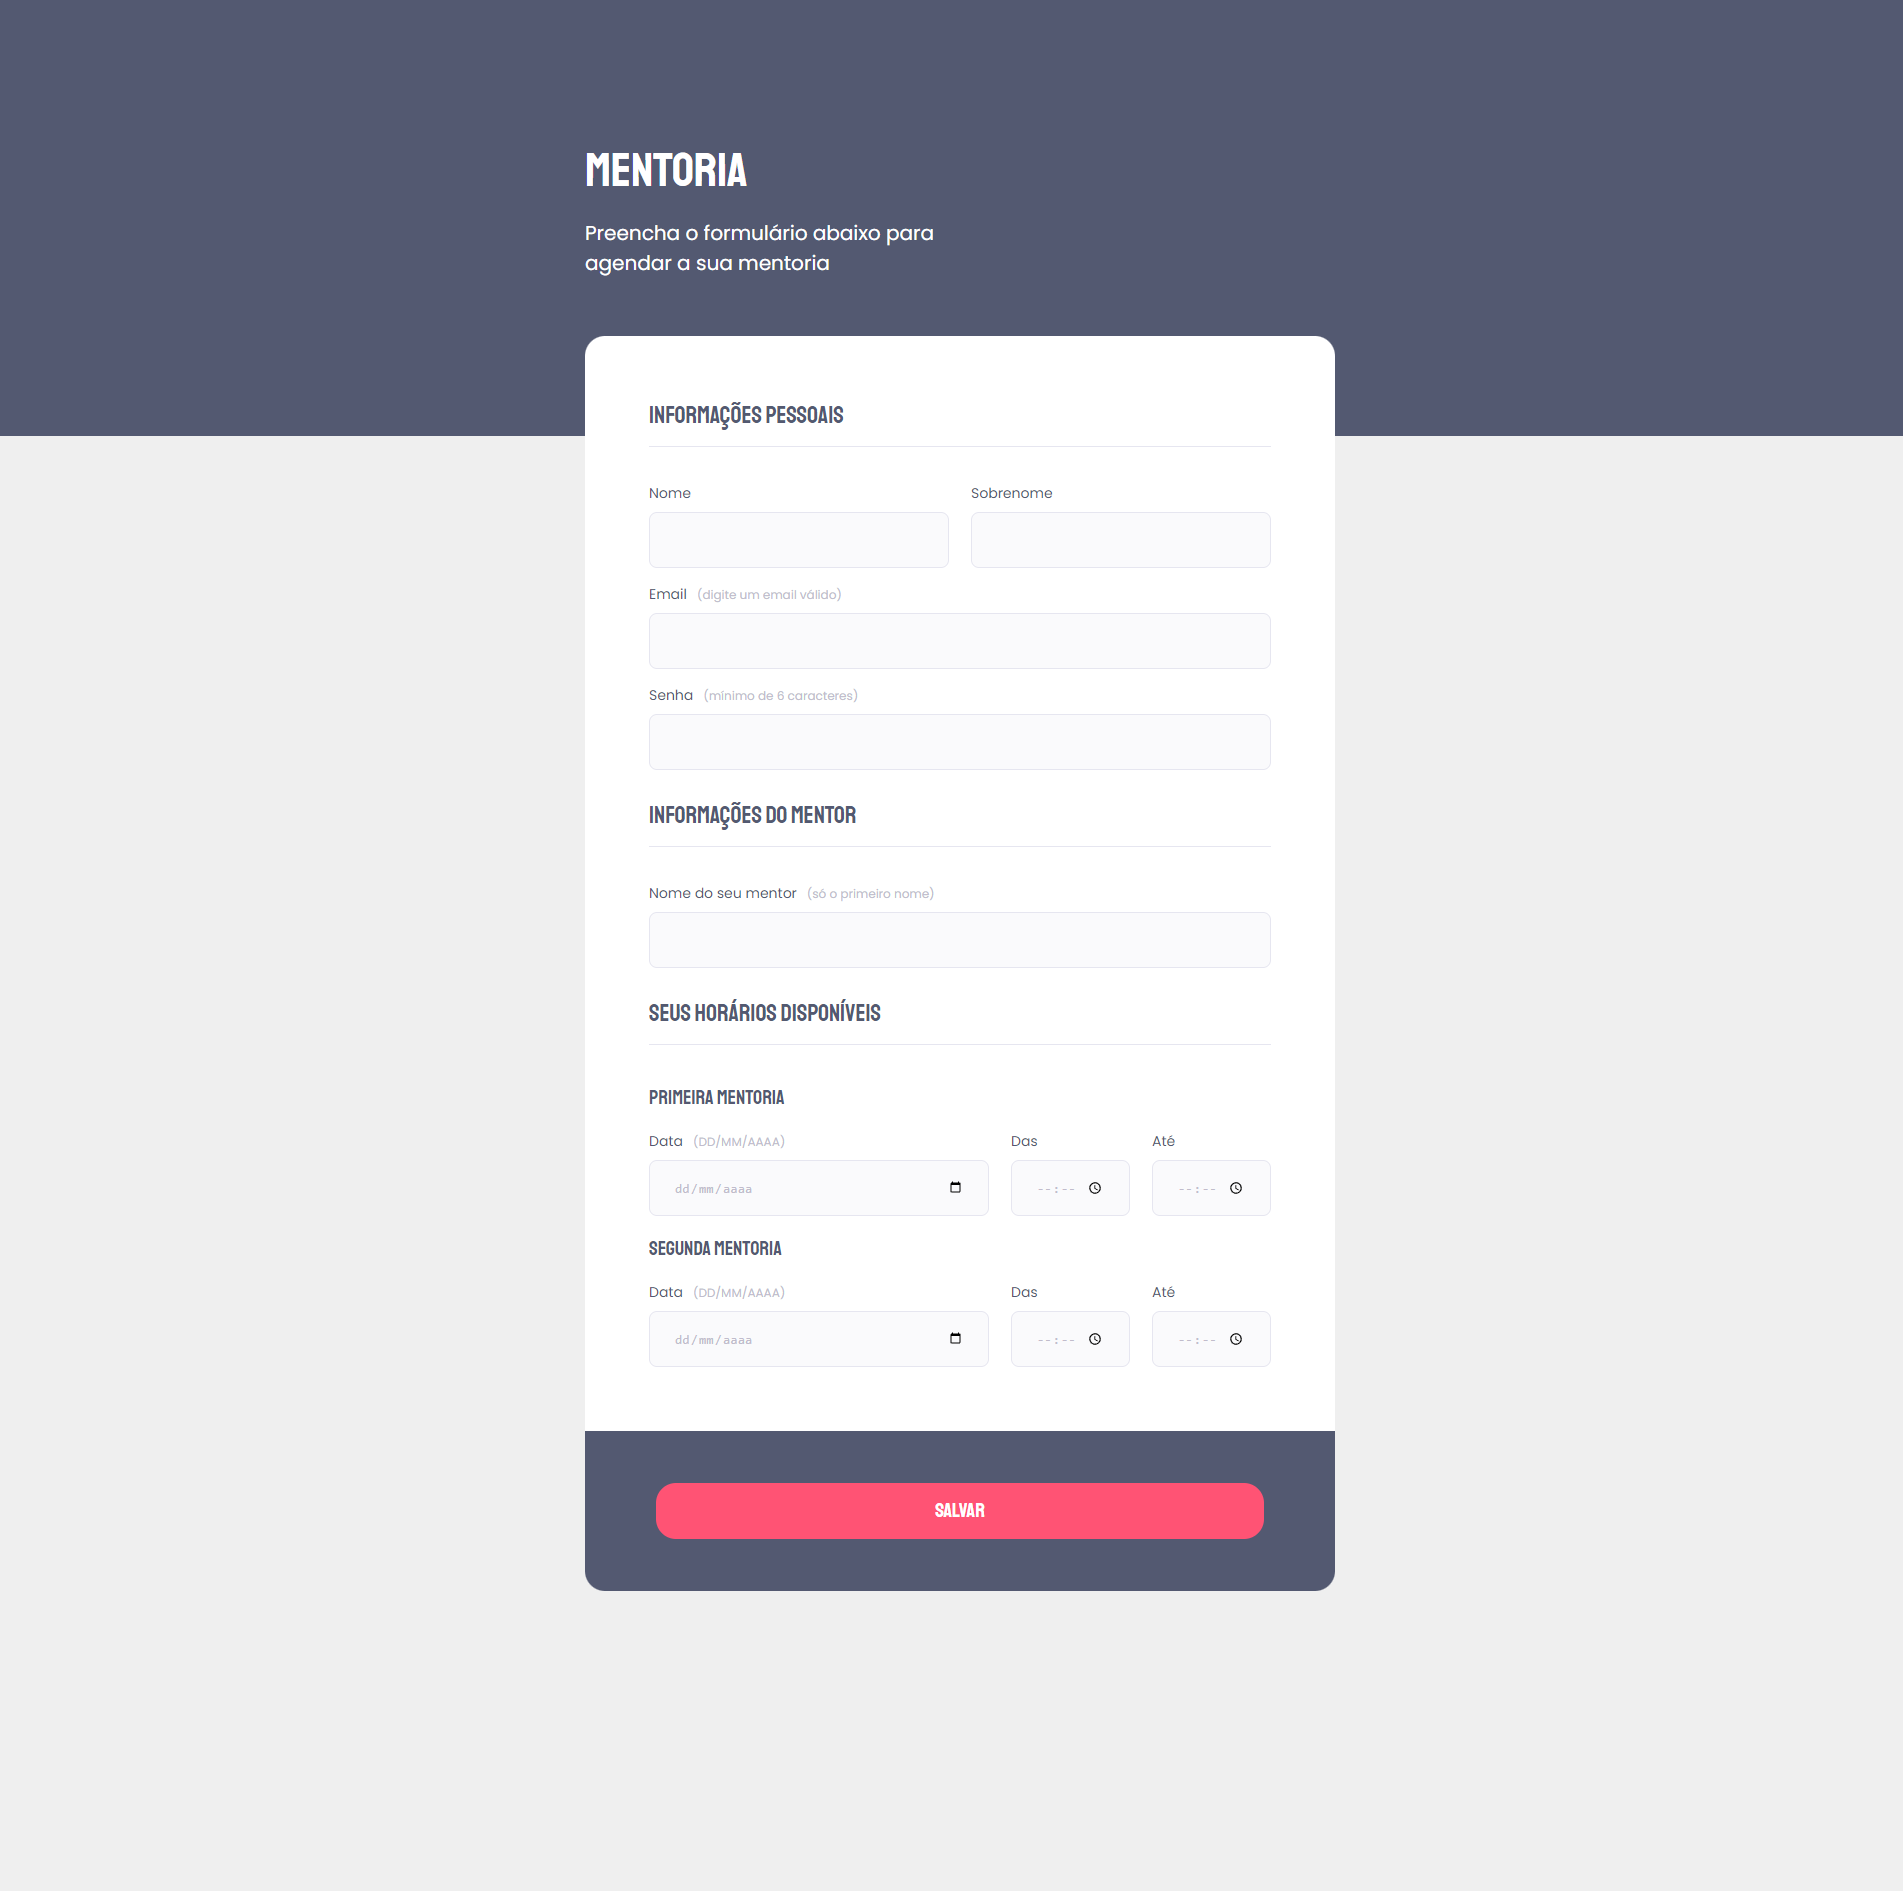 MENTORIA
Preencha o formulário abaixo para
agendar a sua mentoria
INFORMAÇÕES PESSOAIS
Nome Sobrenome
Email (digite um email válido)
Senha (mínimo de 6 caracteres)
INFORMAÇÕES DO MENTOR
Nome do seu mentor (só o primeiro nome)
SEUS HORÁRIOS DISPONÍVEIS
PRIMEIRA MENTORIA
Data (DD/MM/AAAA) Das Até
dd/mm/aaaa --:-- --:--
SEGUNDA MENTORIA
Data (DD/MM/AAAA) Das Até
dd/mm/aaaa --:-- --:--
SALVAR